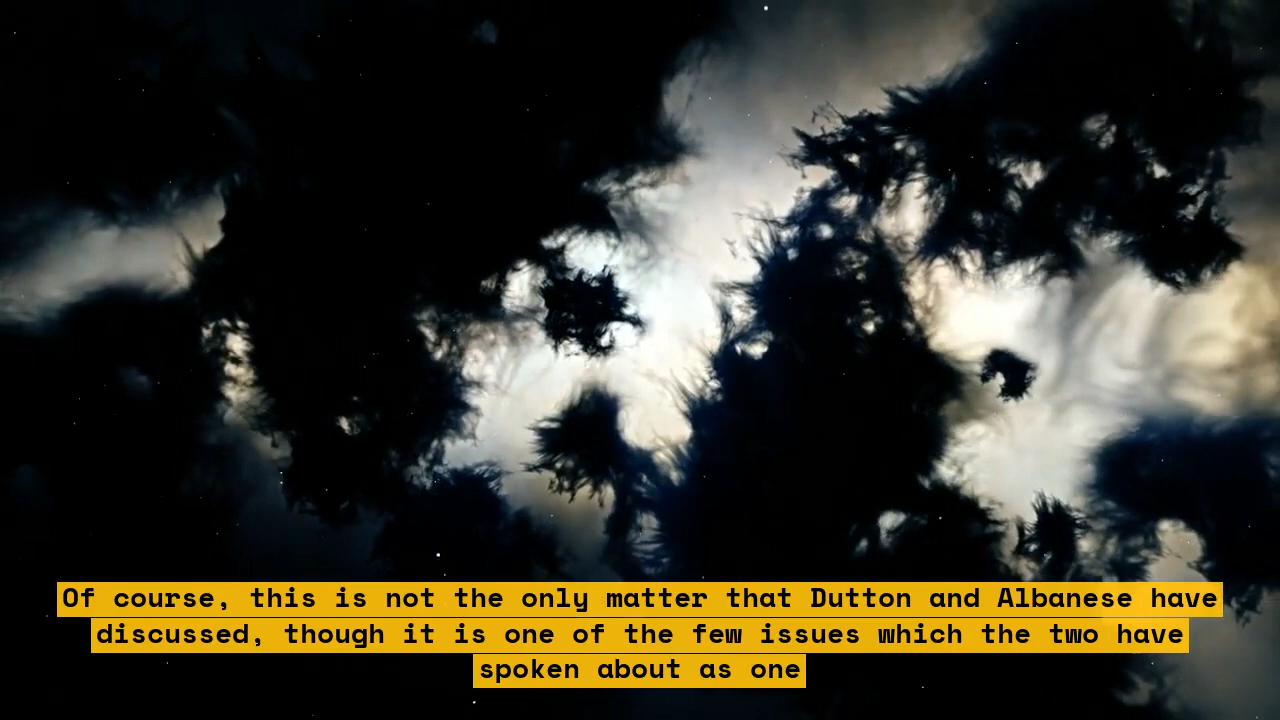 Of course, this is not the only matter that Dutton and Albanese have
discussed, though it is one of the few issues which the two have
spoken about as one